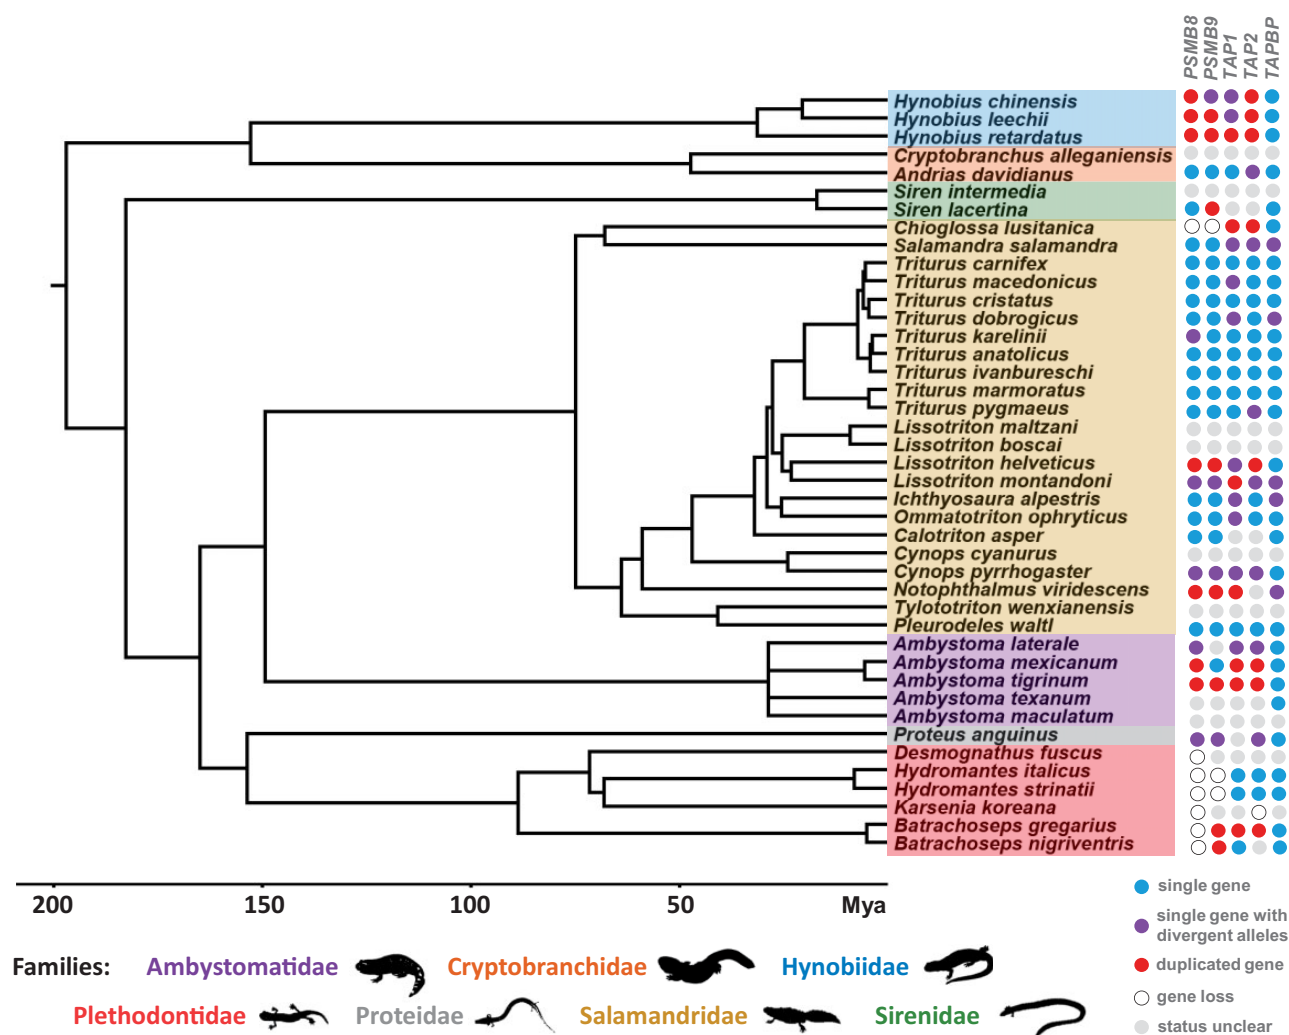 PSMB8 PSMB9 TAP1 TAP2 TAPBP
Hynobius chinensis
Hynobius leechii
Hynobius retardatus
Cryptobranchus alleganiensis
Andrias davidianus
Siren intermedia
Siren lacertina
Chioglossa lusitanica
Salamandra salamandra
Triturus carnifex
Triturus macedonicus
Triturus cristatus
Triturus dobrogicus
Triturus karelinii
Triturus anatolicus
Triturus ivanbureschi
Triturus marmoratus
Triturus pygmaeus
Lissotriton maltzani
Lissotriton boscai
Lissotriton helveticus
Lissotriton montandoni
Ichthyosaura alpestris
Ommatotriton ophryticus
Calotriton asper
Cynops cyanurus
Cynops pyrrhogaster
Notophthalmus viridescens
Tylototriton wenxianensis
Pleurodeles waltl
Ambystoma laterale
Ambystoma mexicanum
Ambystoma tigrinum
Ambystoma texanum
Ambystoma maculatum
Proteus anguinus
Desmognathus fuscus
Hydromantes italicus
Hydromantes strinatii
Karsenia koreana
Batrachoseps gregarius
Batrachoseps nigriventris
200 150 100 50 Mya
single gene
single gene with
divergent alleles
duplicated gene
gene loss
status unclear
Families: Ambystomatidae Cryptobranchidae Hynobiidae
Plethodontidae Proteidae Salamandridae Sirenidae